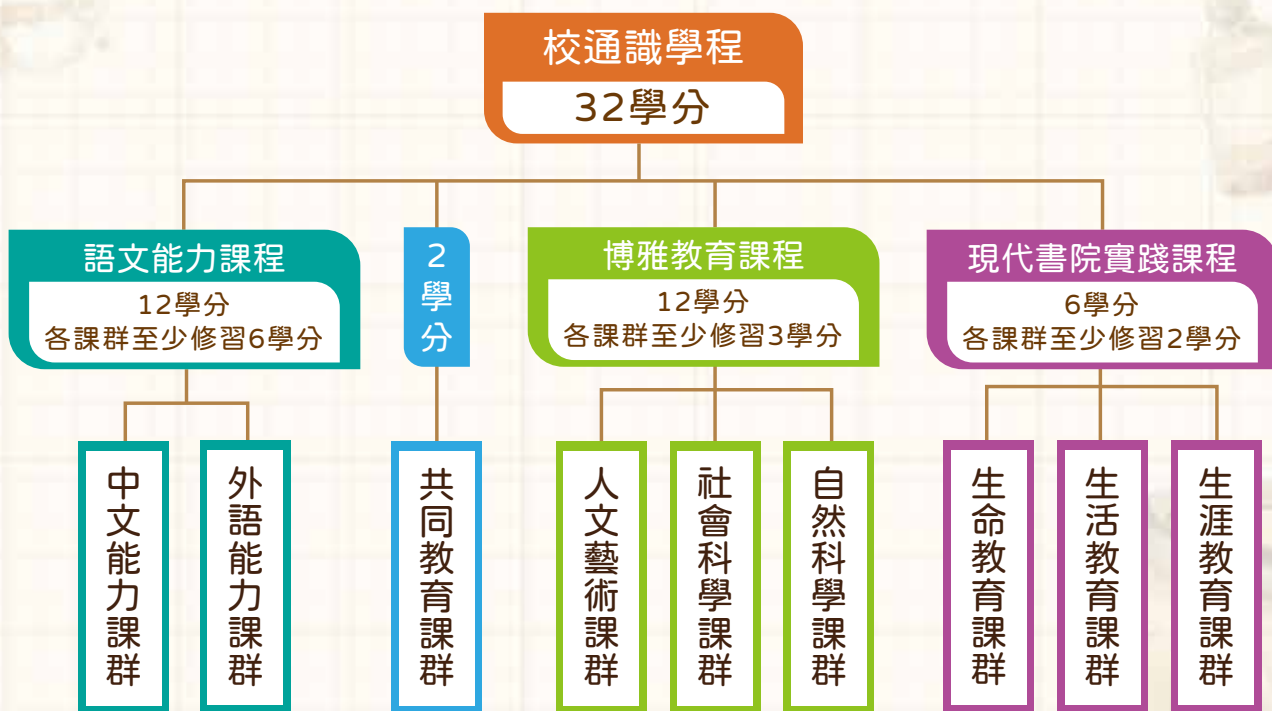 校通識學程
32學分
語文能力課程
12學分
各課群至少修習6學分
2學分
博雅教育課程
12學分
各課群至少修習3學分
現代書院實踐課程
6學分
各課群至少修習2學分
中文能力課群
外語能力課群
共同教育課群
人文藝術課群
社會科學課群
自然科學課群
生命教育課群
生活教育課群
生涯教育課群